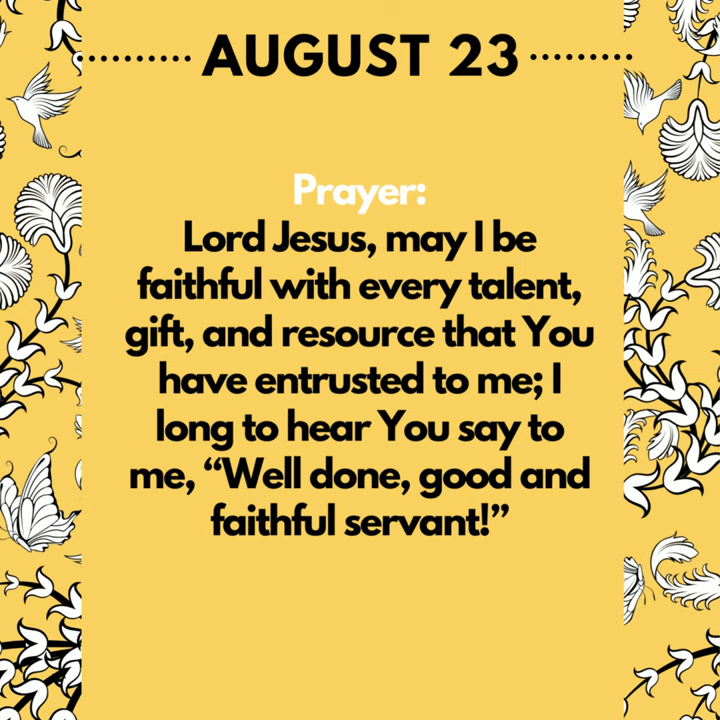 AUGUST 23
Prayer:
Lord Jesus, may I be
faithful with every talent,
gift, and resource that You
have entrusted to me; I
long to hear You say to
me, “Well done, good and
faithful servant!”